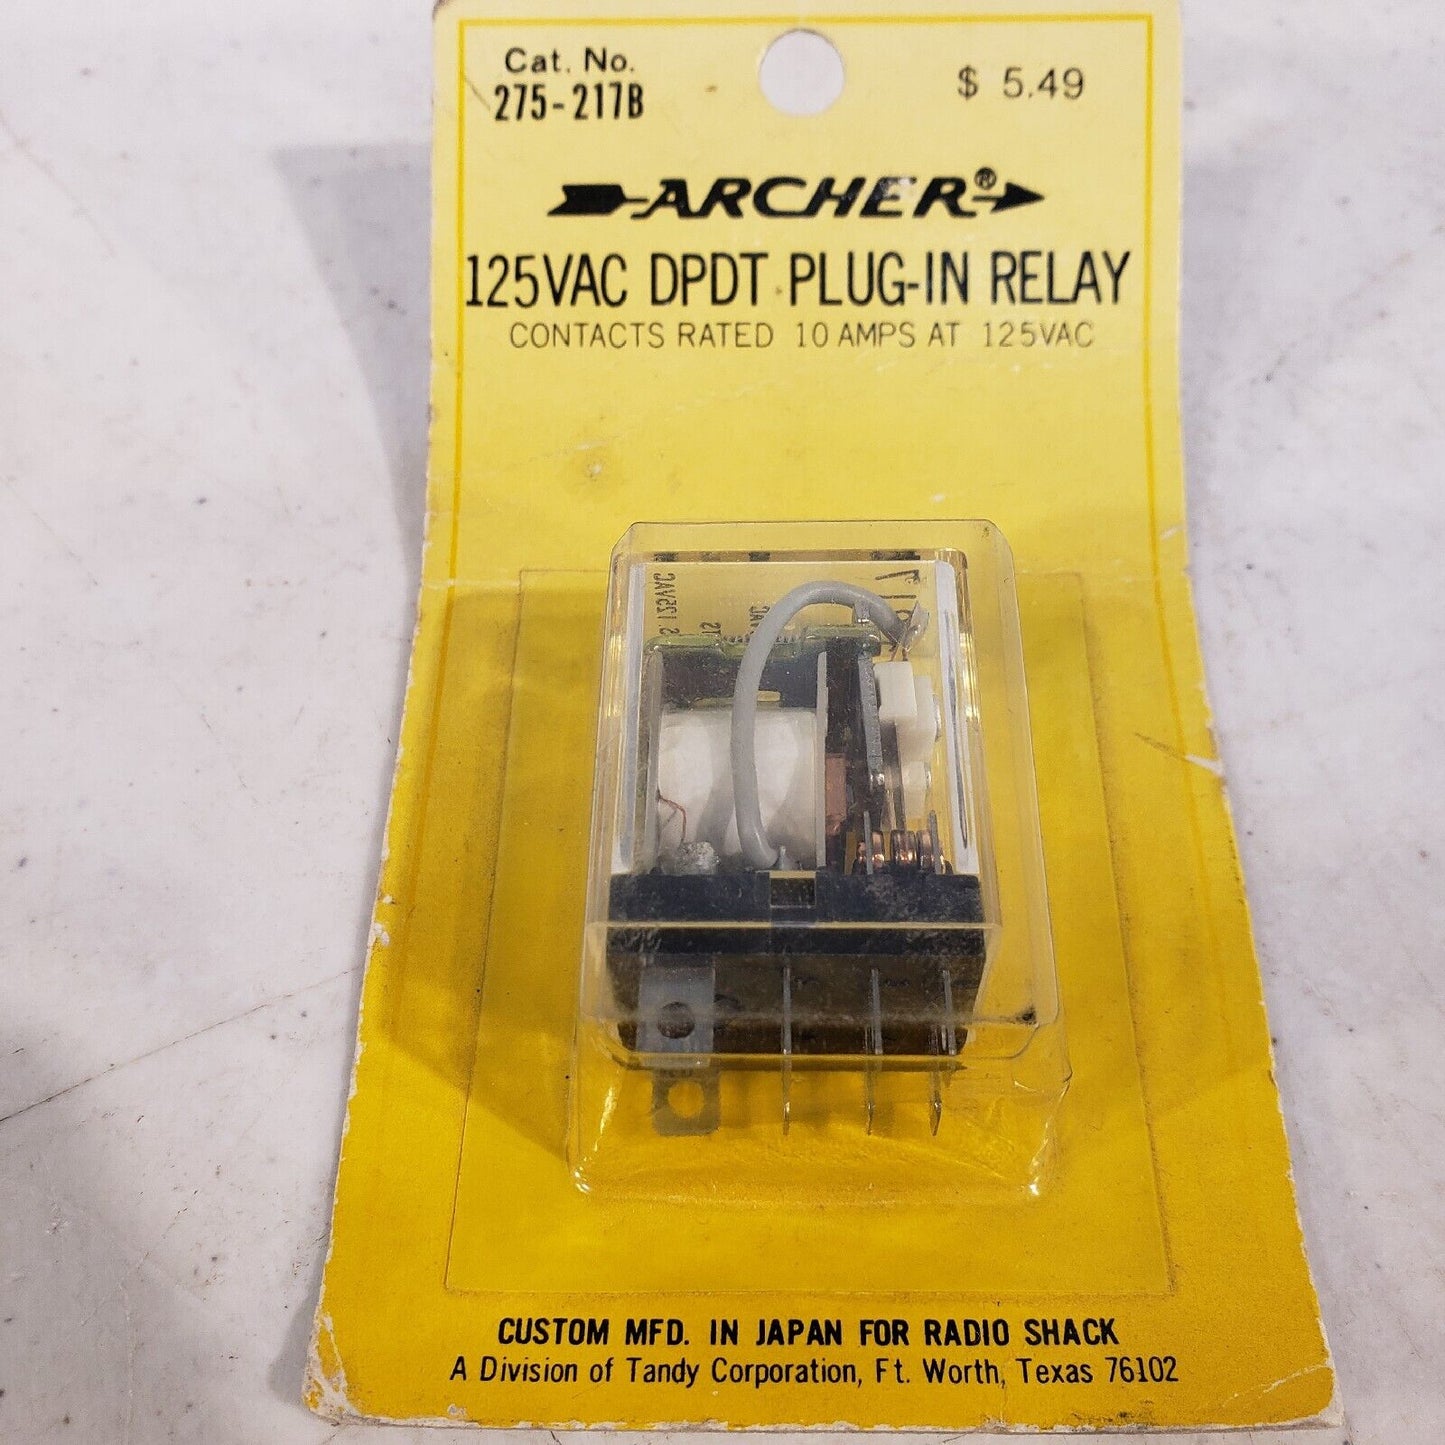 Cat. No.
275-217B
$ 5.49
ARCHER®
125VAC DPDT PLUG-IN RELAY
CONTACTS RATED 10 AMPS AT 125VAC
125VAC
CUSTOM MFD. IN JAPAN FOR RADIO SHACK
A Division of Tandy Corporation, Ft. Worth, Texas 76102